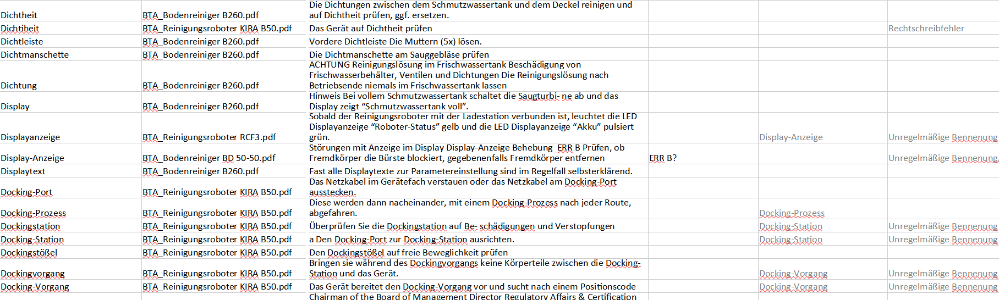 Die Dichtungen zwischen dem Schmutzwassertank und dem Deckel reinigen und
Dichtheit BTA_Bodenreiniger B260.pdf auf Dichtheit prüfen, ggf. ersetzen.
Dichtiheit BTA_Reinigungsroboter KIRA B50.pdf Das Gerät auf Dichtheit prüfen Rechtschreibfehler
Dichtleiste BTA_Bodenreiniger B260.pdf Vordere Dichtleiste Die Muttern (5x) lösen.
Dichtmanschette BTA_Bodenreiniger B260.pdf Die Dichtmanschette am Sauggebläse prüfen
ACHTUNG Reinigungslösung im Frischwassertank Beschädigung von
Frischwasserbehälter, Ventilen und Dichtungen Die Reinigungslösung nach
Dichtung BTA_Bodenreiniger B260.pdf Betriebsende niemals im Frischwassertank lassen
Hinweis Bei vollem Schmutzwassertank schaltet die Saugturbi- ne ab und das
Display BTA_Bodenreiniger B260.pdf Display zeigt “Schmutzwassertank voll”.
Sobald der Reinigungsroboter mit der Ladestation verbunden ist, leuchtet die LED
Displayanzeige “Roboter-Status” gelb und die LED Displayanzeige “Akku” pulsiert
Displayanzeige BTA_Reinigungsroboter RCF3.pdf grün. Display-Anzeige Unregelmäßige Bennenung
Störungen mit Anzeige im Display Display-Anzeige Behebung ERR B Prüfen, ob
Display-Anzeige BTA_Bodenreiniger BD 50-50.pdf Fremdkörper die Bürste blockiert, gegebenenfalls Fremdkörper entfernen ERR B? Unregelmäßige Bennenung/
Displaytext BTA_Bodenreiniger B260.pdf Fast alle Displaytexte zur Parametereinstellung sind im Regelfall selbsterklärend.
Das Netzkabel im Gerätefach verstauen oder das Netzkabel am Docking-Port
Docking-Port BTA_Reinigungsroboter KIRA B50.pdf ausstecken.
Diese werden dann nacheinander, mit einem Docking-Prozess nach jeder Route,
Docking-Prozess BTA_Reinigungsroboter KIRA B50.pdf abgefahren. Docking-Prozess
Dockingstation BTA_Reinigungsroboter KIRA B50.pdf Überprüfen Sie die Dockingstation auf Be- schädigungen und Verstopfungen Docking-Station Unregelmäßige Bennenung
Docking-Station BTA_Reinigungsroboter KIRA B50.pdf a Den Docking-Port zur Docking-Station ausrichten. Docking-Station Unregelmäßige Bennenung
Dockingstößel BTA_Reinigungsroboter KIRA B50.pdf Den Dockingstößel auf freie Beweglichkeit prüfen
Bringen sie während des Dockingvorgangs keine Körperteile zwischen die Docking-
Dockingvorgang BTA_Reinigungsroboter KIRA B50.pdf Station und das Gerät. Docking-Vorgang Unregelmäßige Bennenung
Docking-Vorgang BTA_Reinigungsroboter KIRA B50.pdf Das Gerät bereitet den Docking-Vorgang vor und sucht nach einem Positionscode Docking-Vorgang Unregelmäßige Bennenung
Chairman of the Board of Management Director Regulatory Affairs & Certification